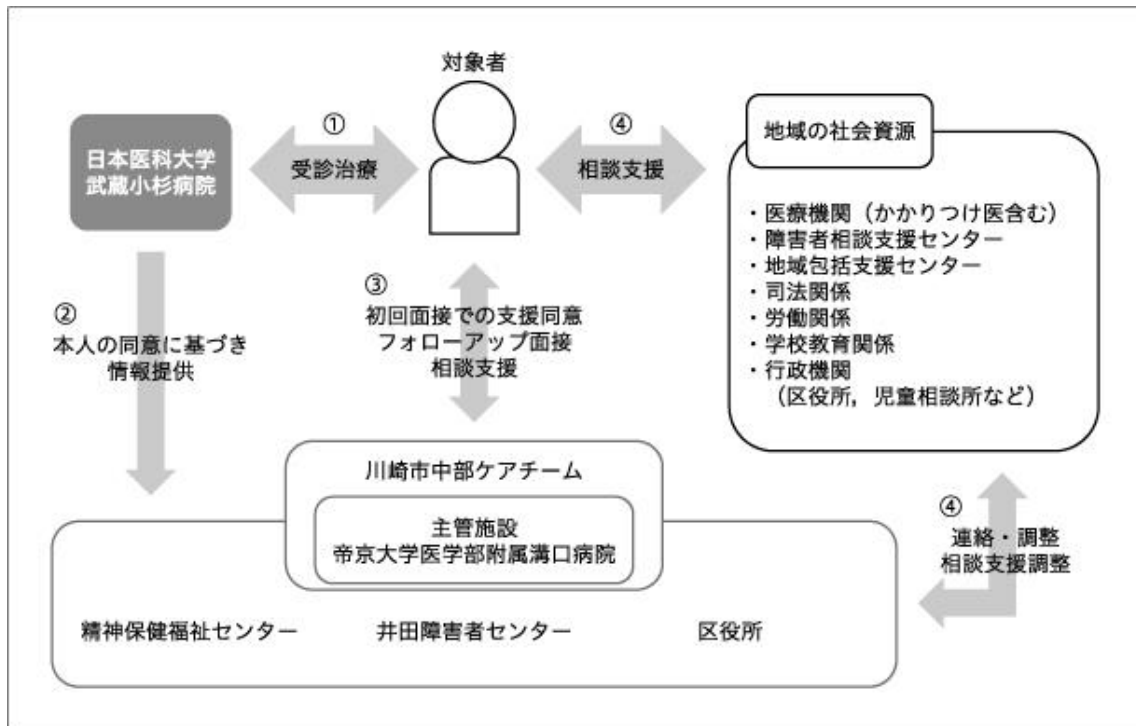 対象者
①
受診治療
④
相談支援
日本医科大学
武蔵小杉病院
地域の社会資源
・医療機関（かかりつけ医含む）
・障害者相談支援センター
・地域包括支援センター
・司法関係
・労働関係
・学校教育関係
・行政機関
（区役所，児童相談所など）
②
本人の同意に基づき
情報提供
③
初回面接での支援同意
フォローアップ面接
相談支援
川崎市中部ケアチーム
主管施設
帝京大学医学部附属溝口病院
④
連絡・調整
相談支援調整
精神保健福祉センター
井田障害者センター
区役所